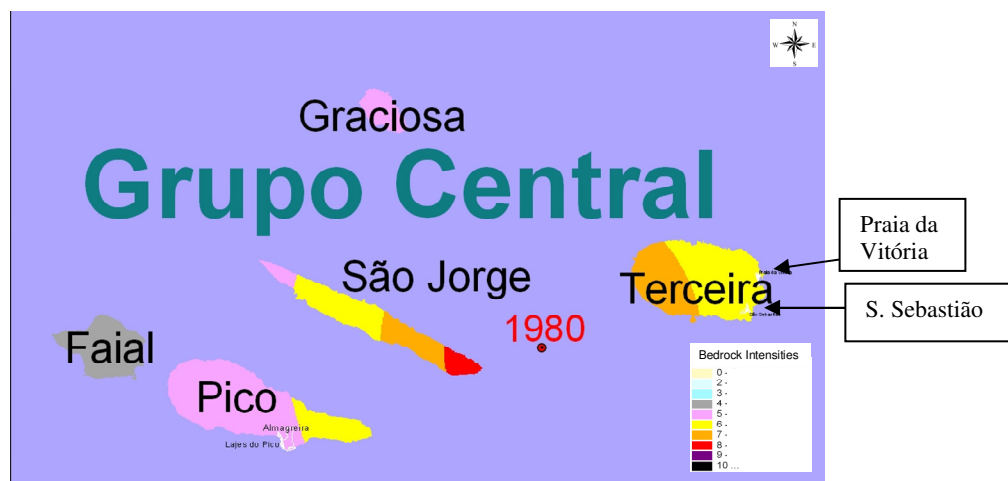 N
W E
S
Graciosa
Grupo Central
Praia da
Vitória
São Jorge
Terceira
S. Sebastião
1980
Faial
Pico
Almagreira
Lajes do Pico
Bedrock Intensities
0 -
2 -
3 -
4 -
5 -
6 -
7 -
8 -
9 -
10 ...